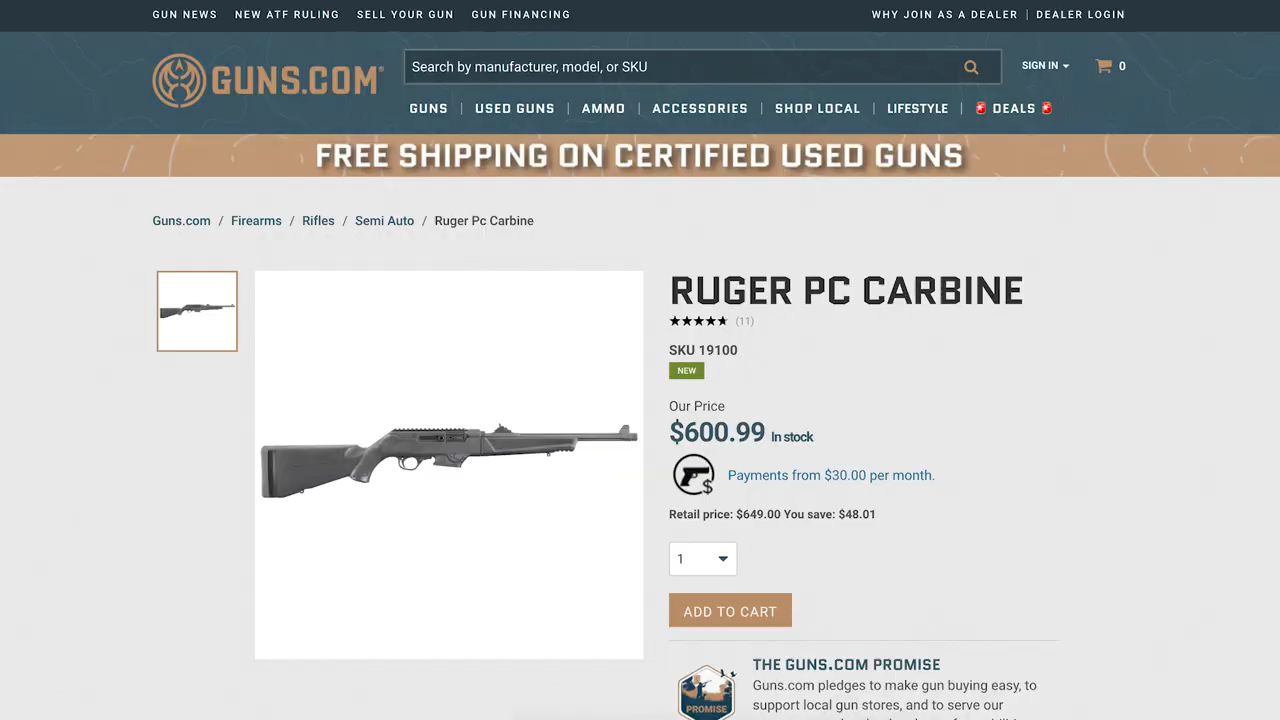 GUN NEWS NEW ATF RULING SELL YOUR GUN GUN FINANCING WHY JOIN AS A DEALER | DEALER LOGIN
GUNS.COM®
Search by manufacturer, model, or SKU
SIGN IN
0
GUNS | USED GUNS | AMMO | ACCESSORIES | SHOP LOCAL | LIFESTYLE | 🚨 DEALS 🚨
FREE SHIPPING ON CERTIFIED USED GUNS
Guns.com / Firearms / Rifles / Semi Auto / Ruger Pc Carbine
RUGER PC CARBINE
★★★★★ (11)
SKU 19100
NEW
Our Price
$600.99 In stock
$ Payments from $30.00 per month.
Retail price: $649.00 You save: $48.01
1
ADD TO CART
THE GUNS.COM PROMISE
PROMISE
Guns.com pledges to make gun buying easy, to
support local gun stores, and to serve our